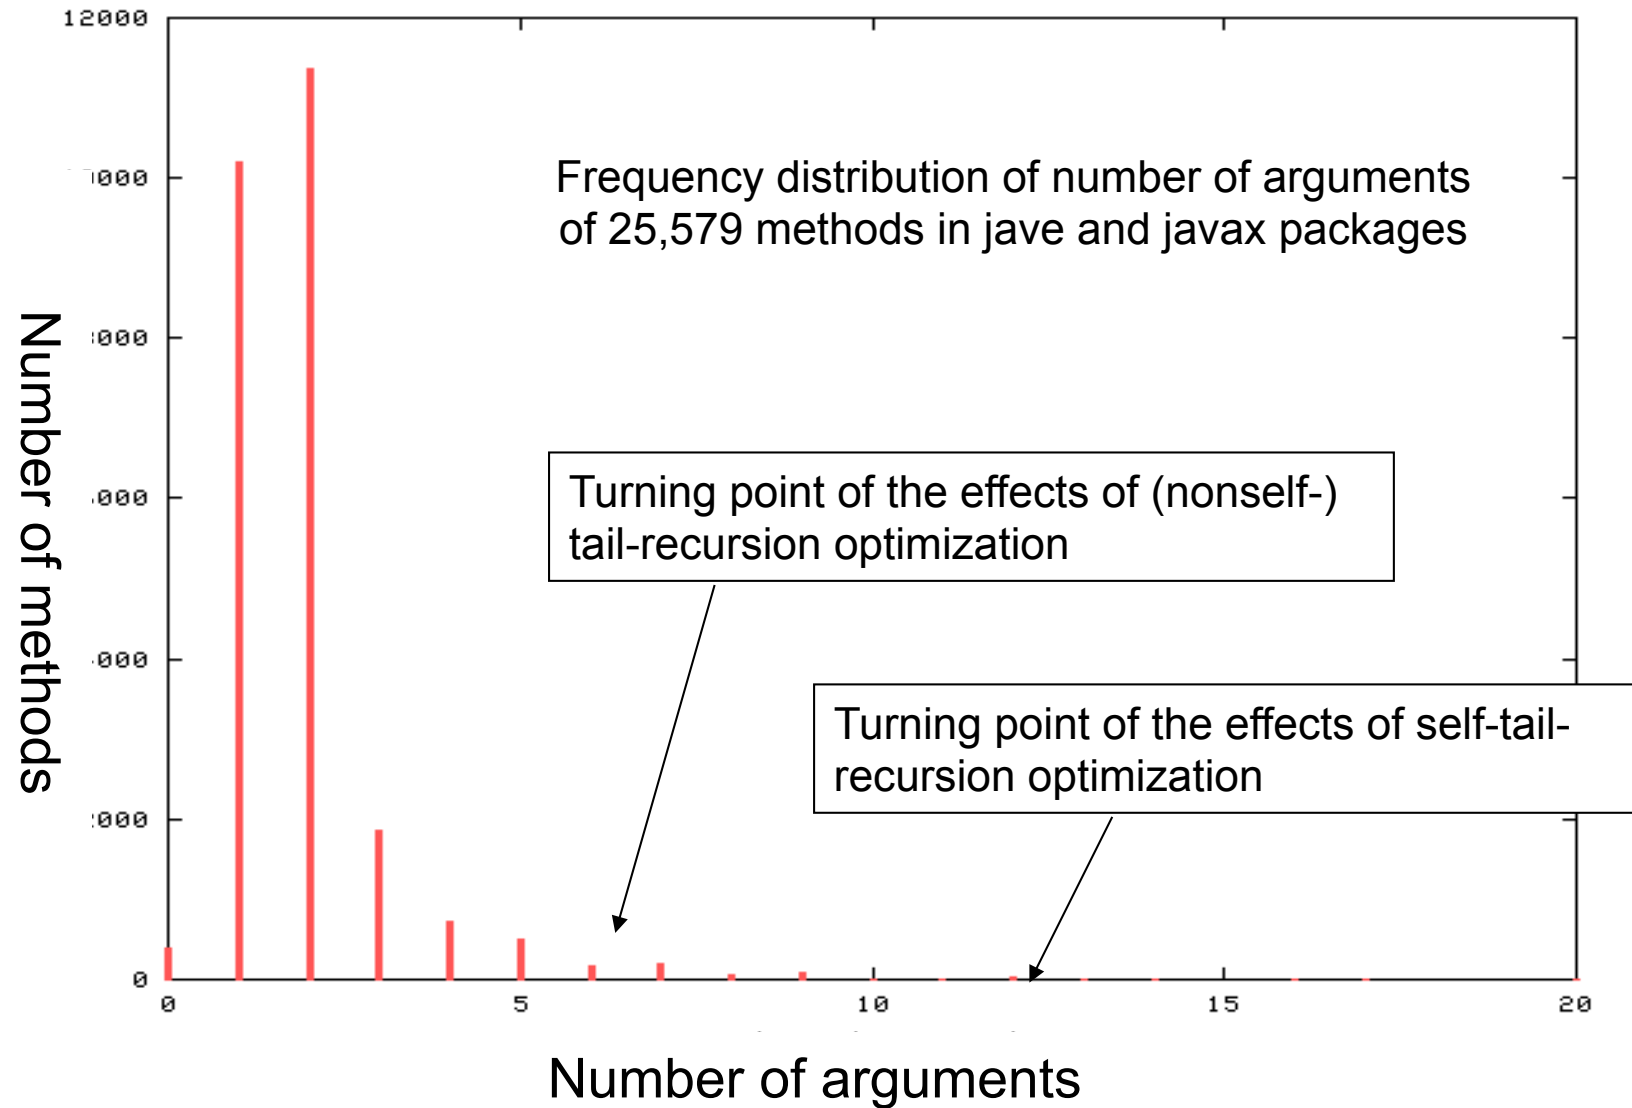 12000
Frequency distribution of number of arguments
of 25,579 methods in jave and javax packages
Number of methods
Turning point of the effects of (nonself-)
tail-recursion optimization
Turning point of the effects of self-tail-
recursion optimization
0
0 5 10 15 20
Number of arguments